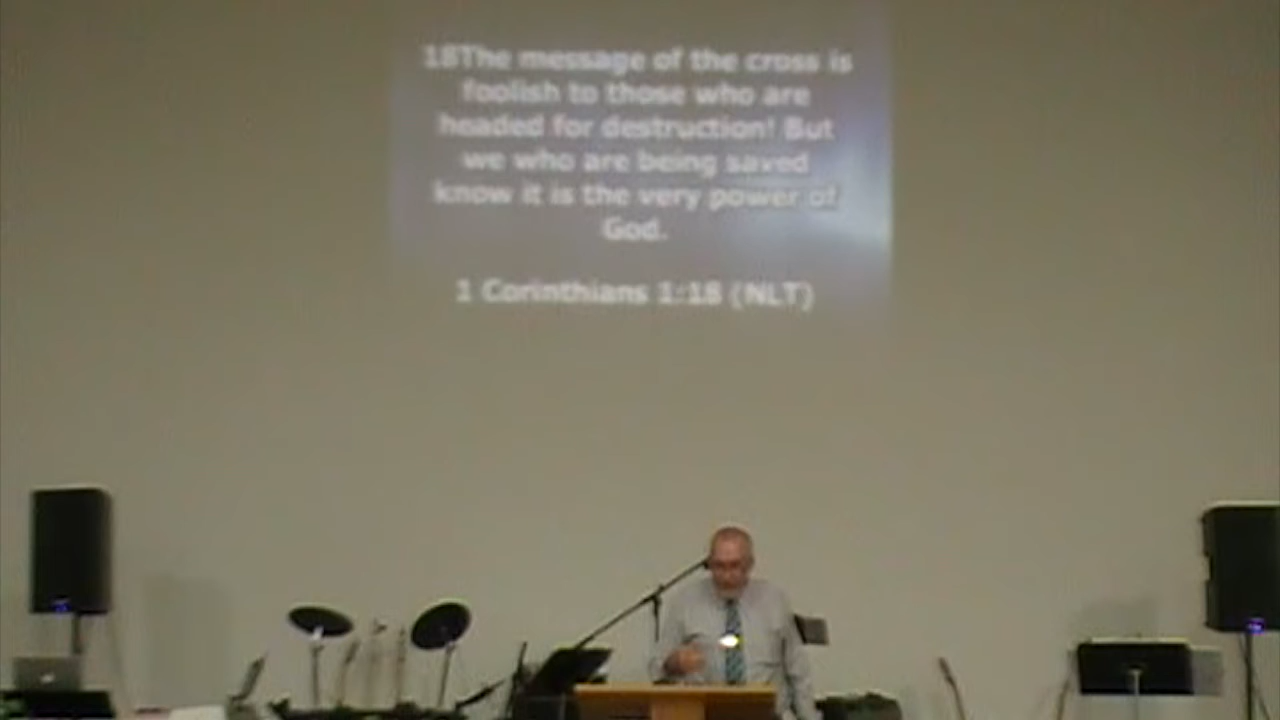 18The message of the cross is
foolish to those who are
headed for destruction! But
we who are being saved
know it is the very power of
God.
1 Corinthians 1:18 (NLT)